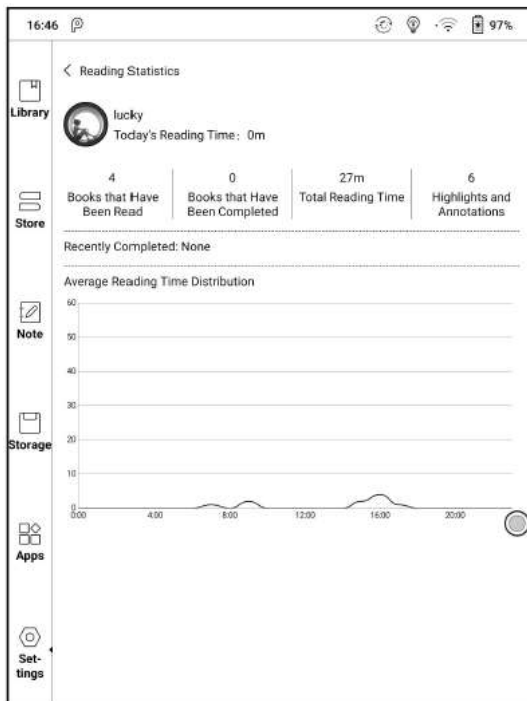 16:46
97%
Library
Store
Note
Storage
Apps
Set-
tings
Reading Statistics
lucky
Today's Reading Time: 0m
4
Books that Have
Been Read
0
Books that Have
Been Completed
27m
Total Reading Time
6
Highlights and
Annotations
Recently Completed: None
Average Reading Time Distribution
60
50
40
30
20
10
0
0:00 4:00 8:00 12:00 16:00 20:00